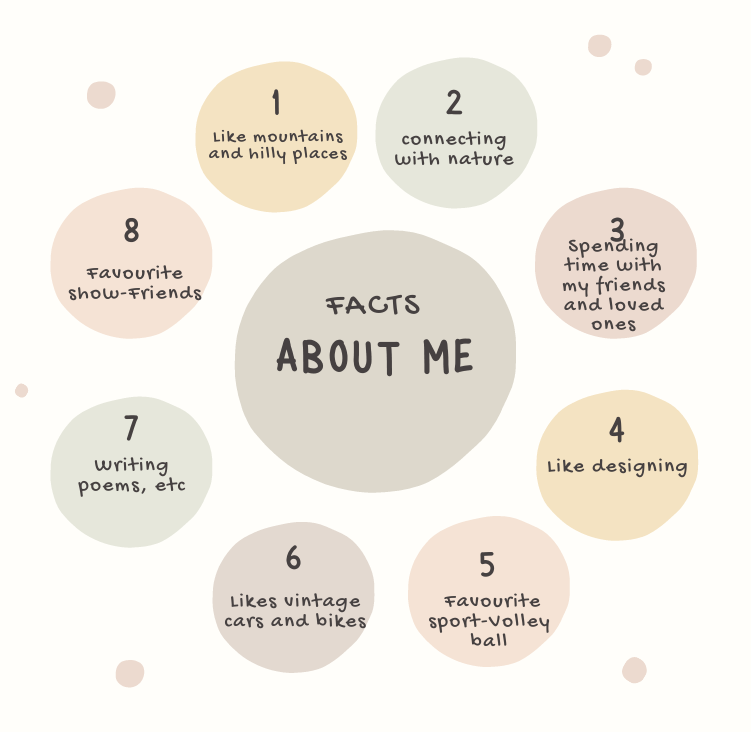 FACTS
ABOUT ME
1
Like mountains
and hilly places
2
connecting
with nature
3
Spending
time with
my friends
and loved
ones
4
Like designing
5
Favourite
sport-Volley
ball
6
Likes vintage
cars and bikes
7
Writing
poems, etc
8
Favourite
show-Friends